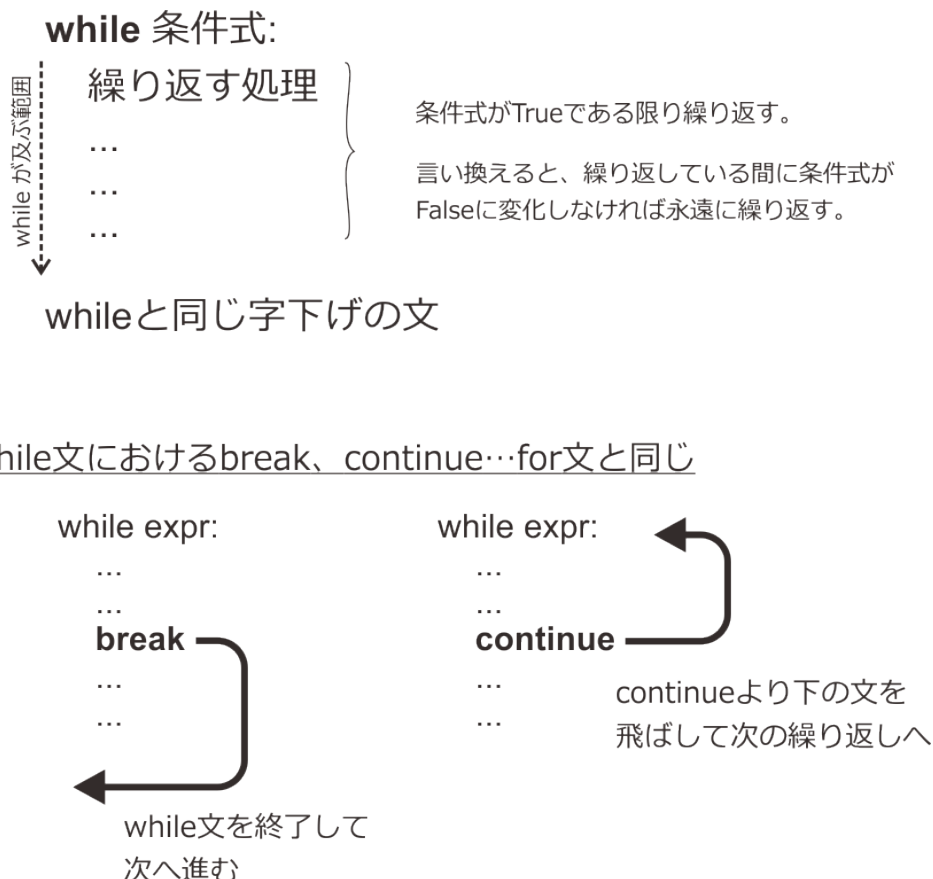 while 条件式:
while が及ぶ範囲
繰り返す処理
…
…
…
条件式がTrueである限り繰り返す。
言い換えると、繰り返している間に条件式が
Falseに変化しなければ永遠に繰り返す。
whileと同じ字下げの文
hile文におけるbreak、continue…for文と同じ
while expr:
…
…
break
…
…
while文を終了して
次へ進む
while expr:
…
…
continue
…
…
continueより下の文を
飛ばして次の繰り返しへ